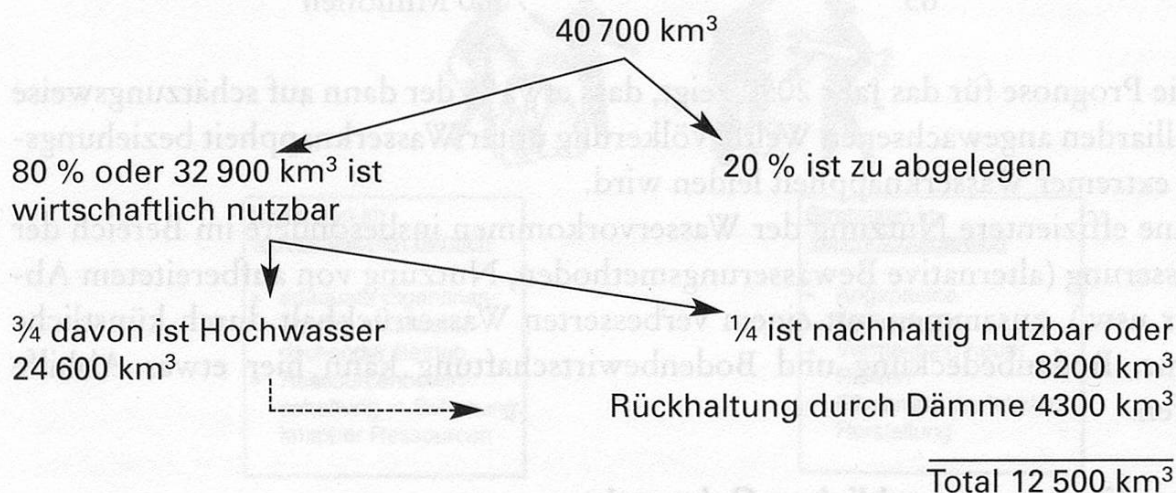 40 700 km³
80 % oder 32 900 km³ ist
wirtschaftlich nutzbar
20 % ist zu abgelegen
¾ davon ist Hochwasser
24 600 km³
¼ ist nachhaltig nutzbar oder
8200 km³
Rückhaltung durch Dämme 4300 km³
Total 12 500 km³